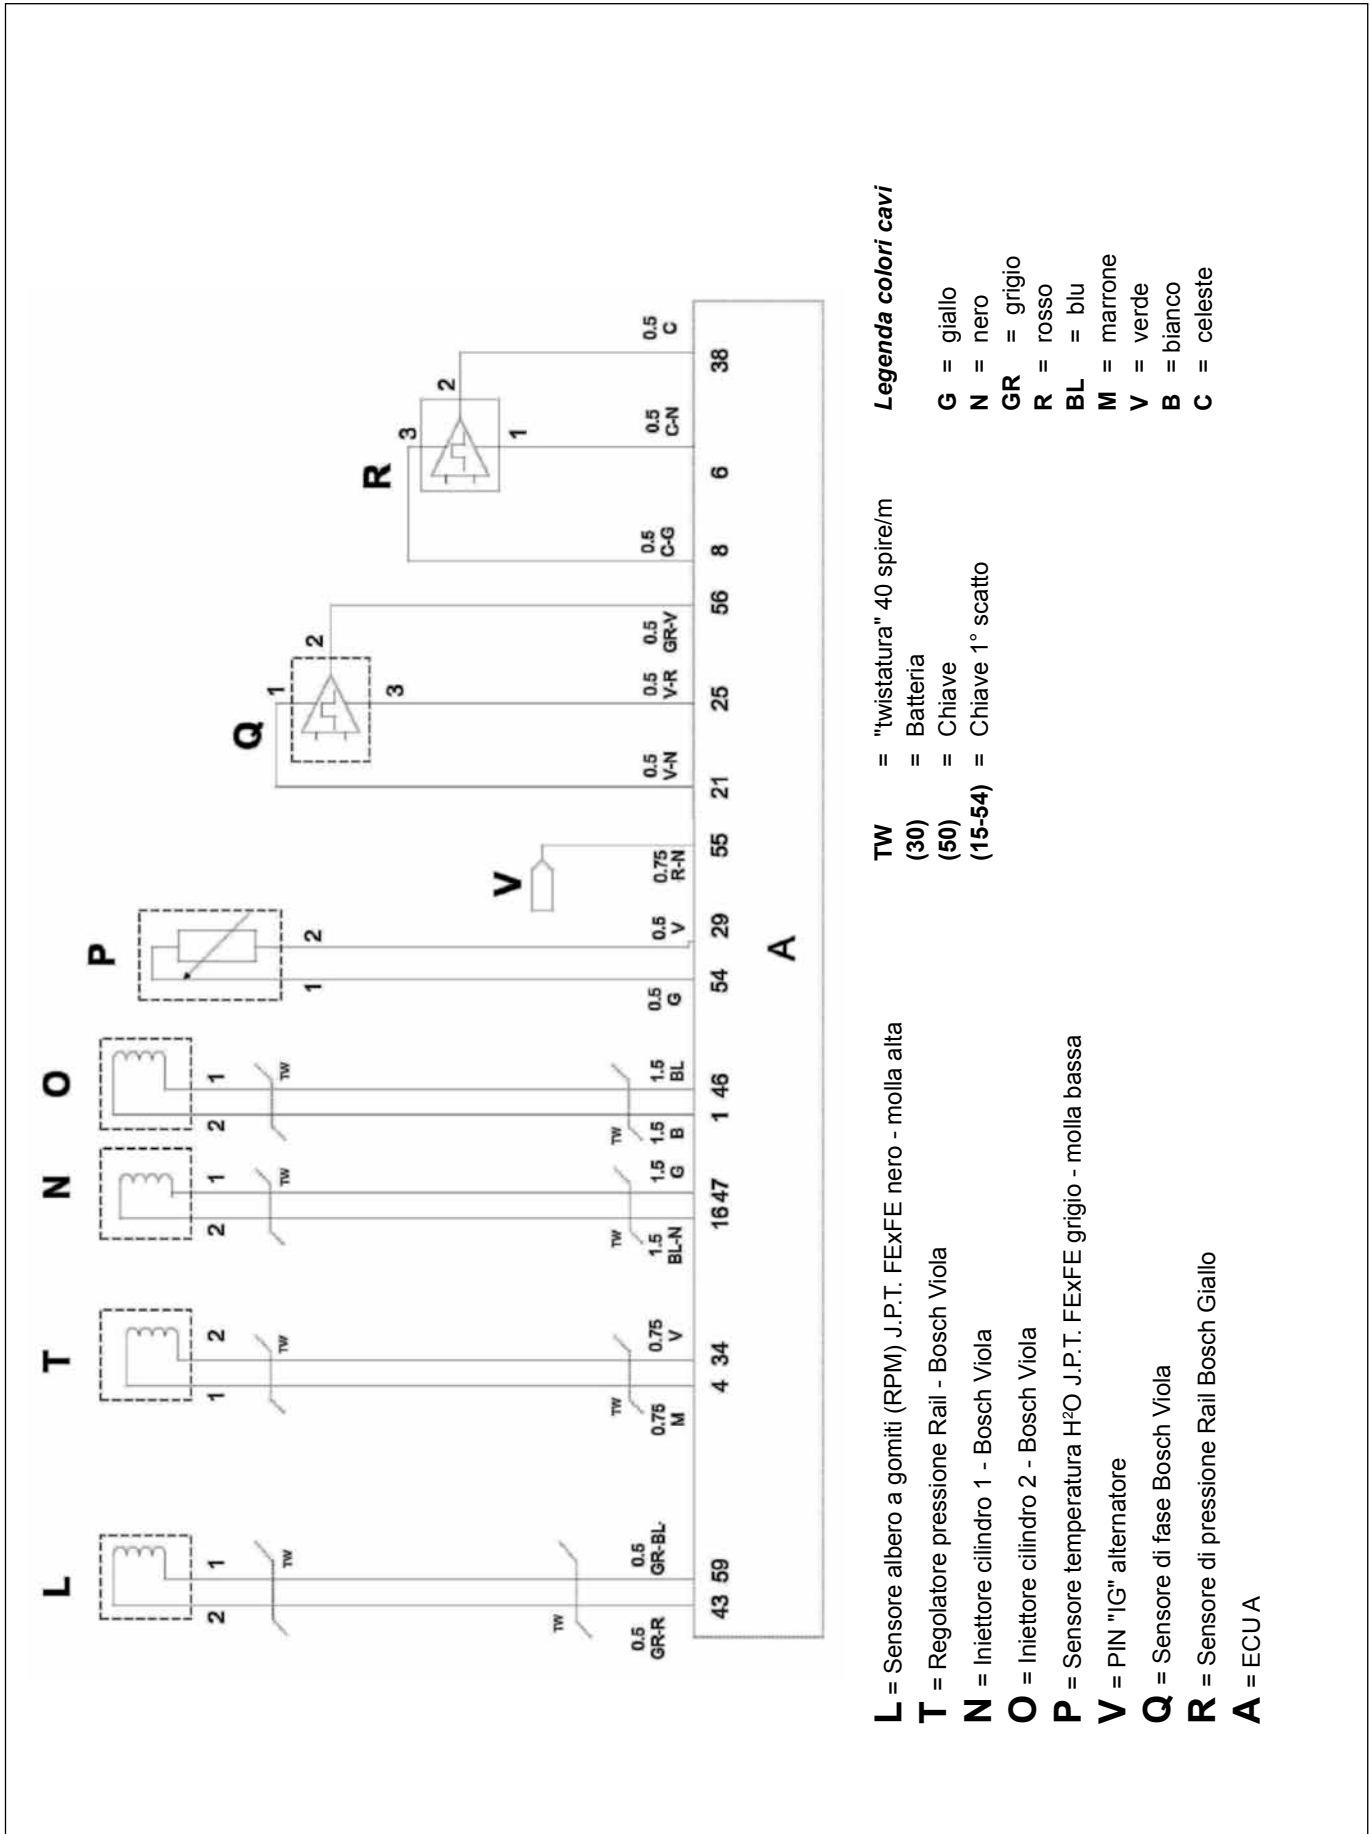 L T N O P Q R
2 1 1 2 2 1 2 1 1 2 1 3 2 3 1 2
V
TW TW TW TW
TW TW TW TW
0.5 GR-R
0.5 GR-BL
0.75 M
0.75 V
1.5 BL-N
1.5 G
1.5 B
1.5 BL
0.5 G
0.5 V
0.75 R-N
0.5 V-N
0.5 V-R
0.5 GR-V
0.5 C-G
0.5 C-N
0.5 C
43 59 4 34 16 47 1 46 54 29 55 21 25 56 8 6 38
A
L = Sensore albero a gomiti (RPM) J.P.T. FExFE nero - molla alta
T = Regolatore pressione Rail - Bosch Viola
N = Iniettore cilindro 1 - Bosch Viola
O = Iniettore cilindro 2 - Bosch Viola
P = Sensore temperatura H²O J.P.T. FExFE grigio - molla bassa
V = PIN "IG" alternatore
Q = Sensore di fase Bosch Viola
R = Sensore di pressione Rail Bosch Giallo
A = ECU A
TW = "twistatura" 40 spire/m
(30) = Batteria
(50) = Chiave
(15-54) = Chiave 1° scatto
Legenda colori cavi
G = giallo
N = nero
GR = grigio
R = rosso
BL = blu
M = marrone
V = verde
B = bianco
C = celeste